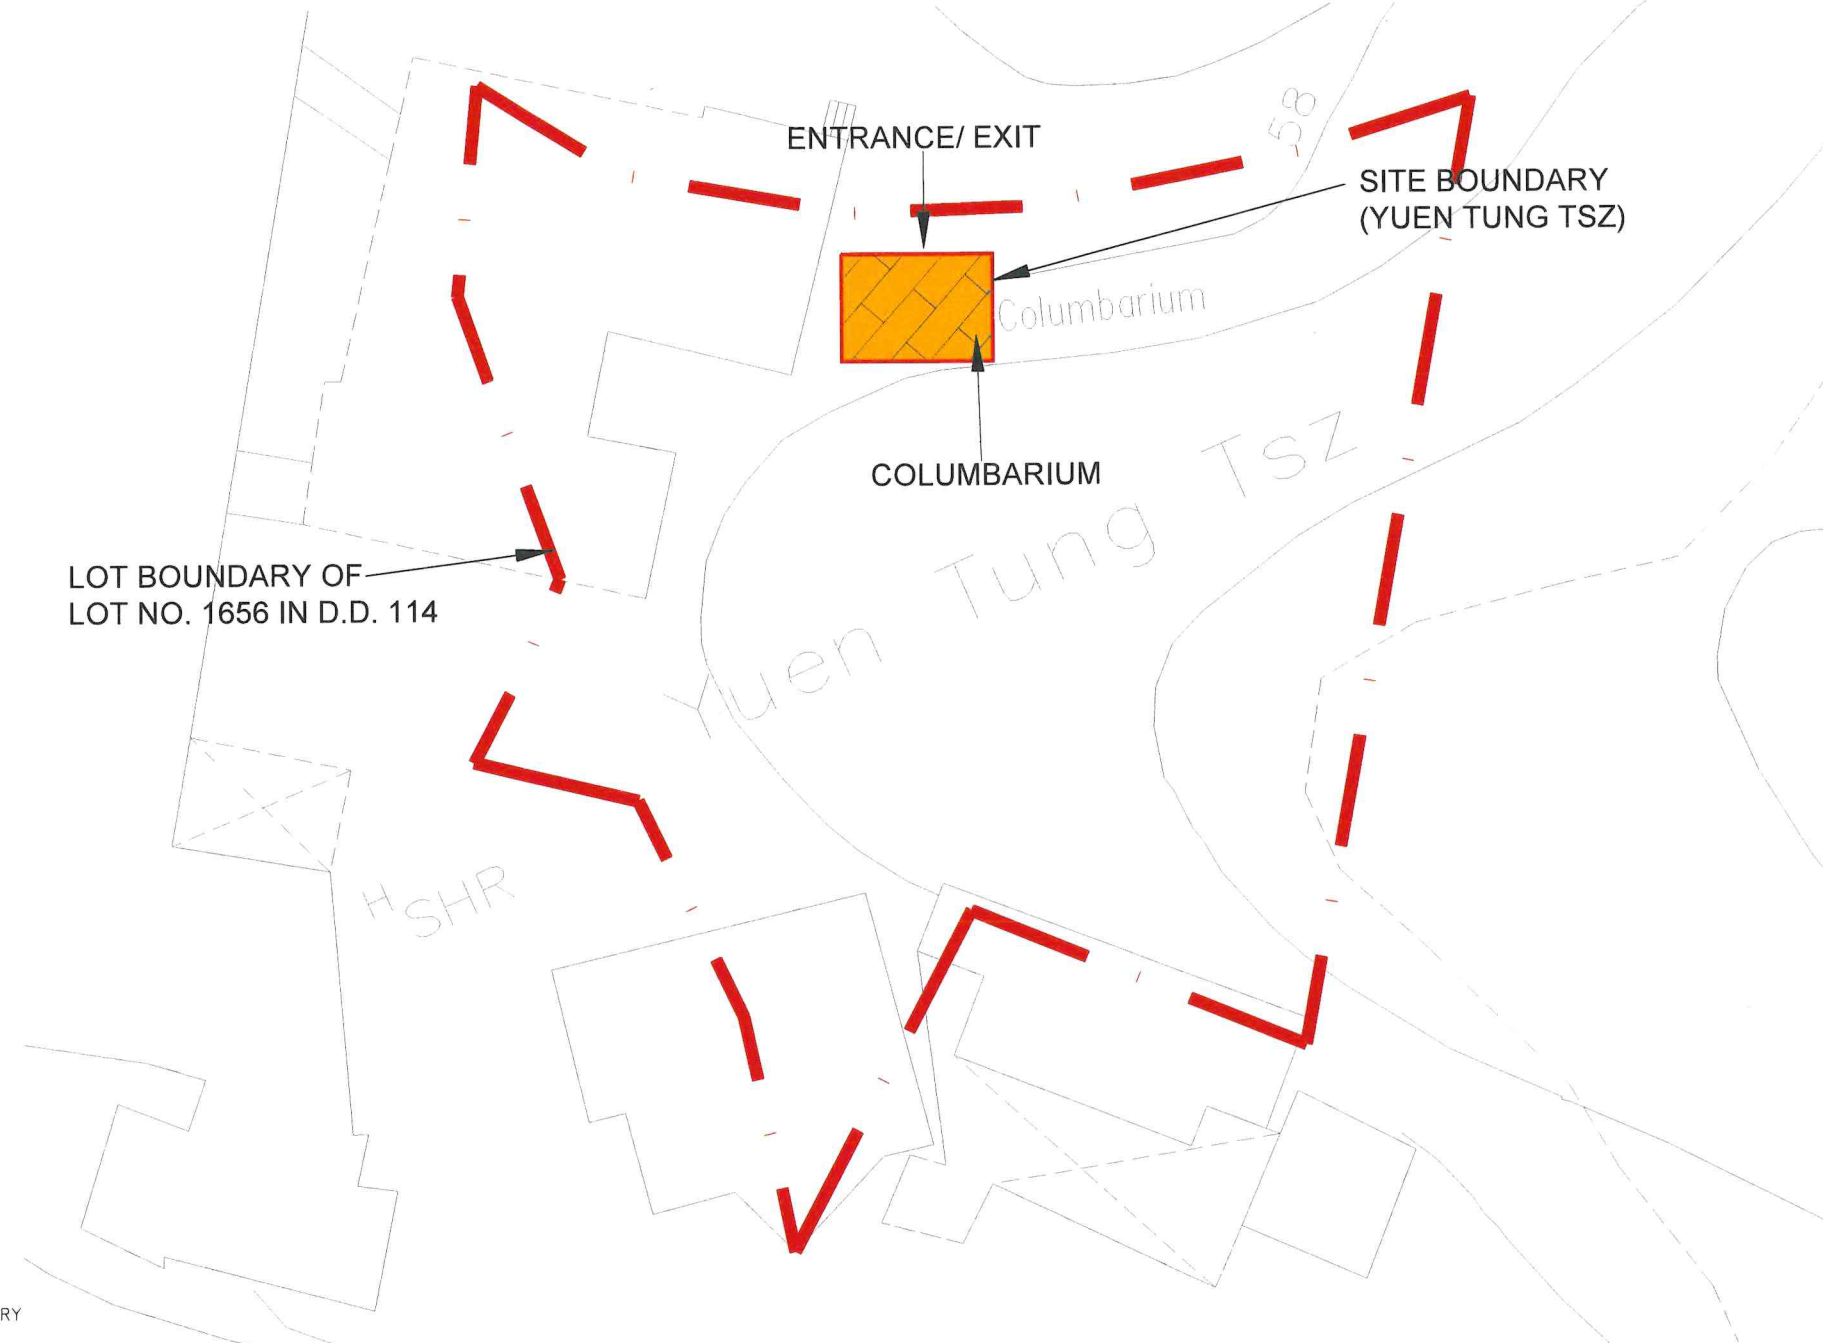 58
ENTRANCE/ EXIT
SITE BOUNDARY
(YUEN TUNG TSZ)
Columbarium
COLUMBARIUM
Yuen Tung Tsz
LOT BOUNDARY OF
LOT NO. 1656 IN D.D. 114
H
SHR
RY